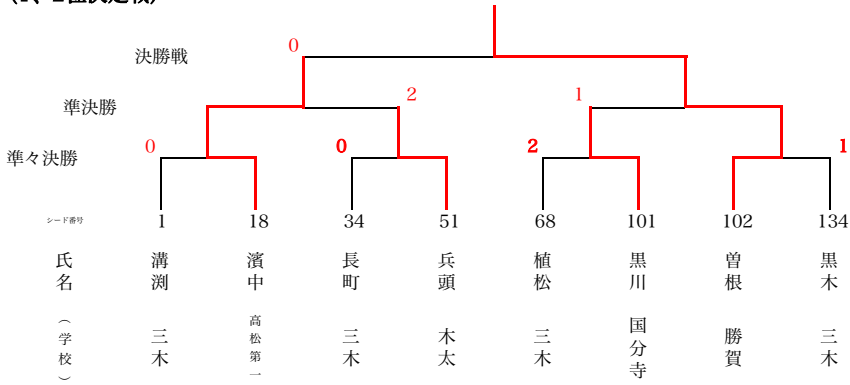 決勝戦 0
準決勝 2 1
準々決勝 0 0 2 1
シード番号 1 18 34 51 68 101 102 134
氏名 溝渕 濱中 長町 兵頭 植松 黒川 曽根 黒木
（学校） 三木 高松第一 三木 木太 三木 国分寺 勝賀 三木